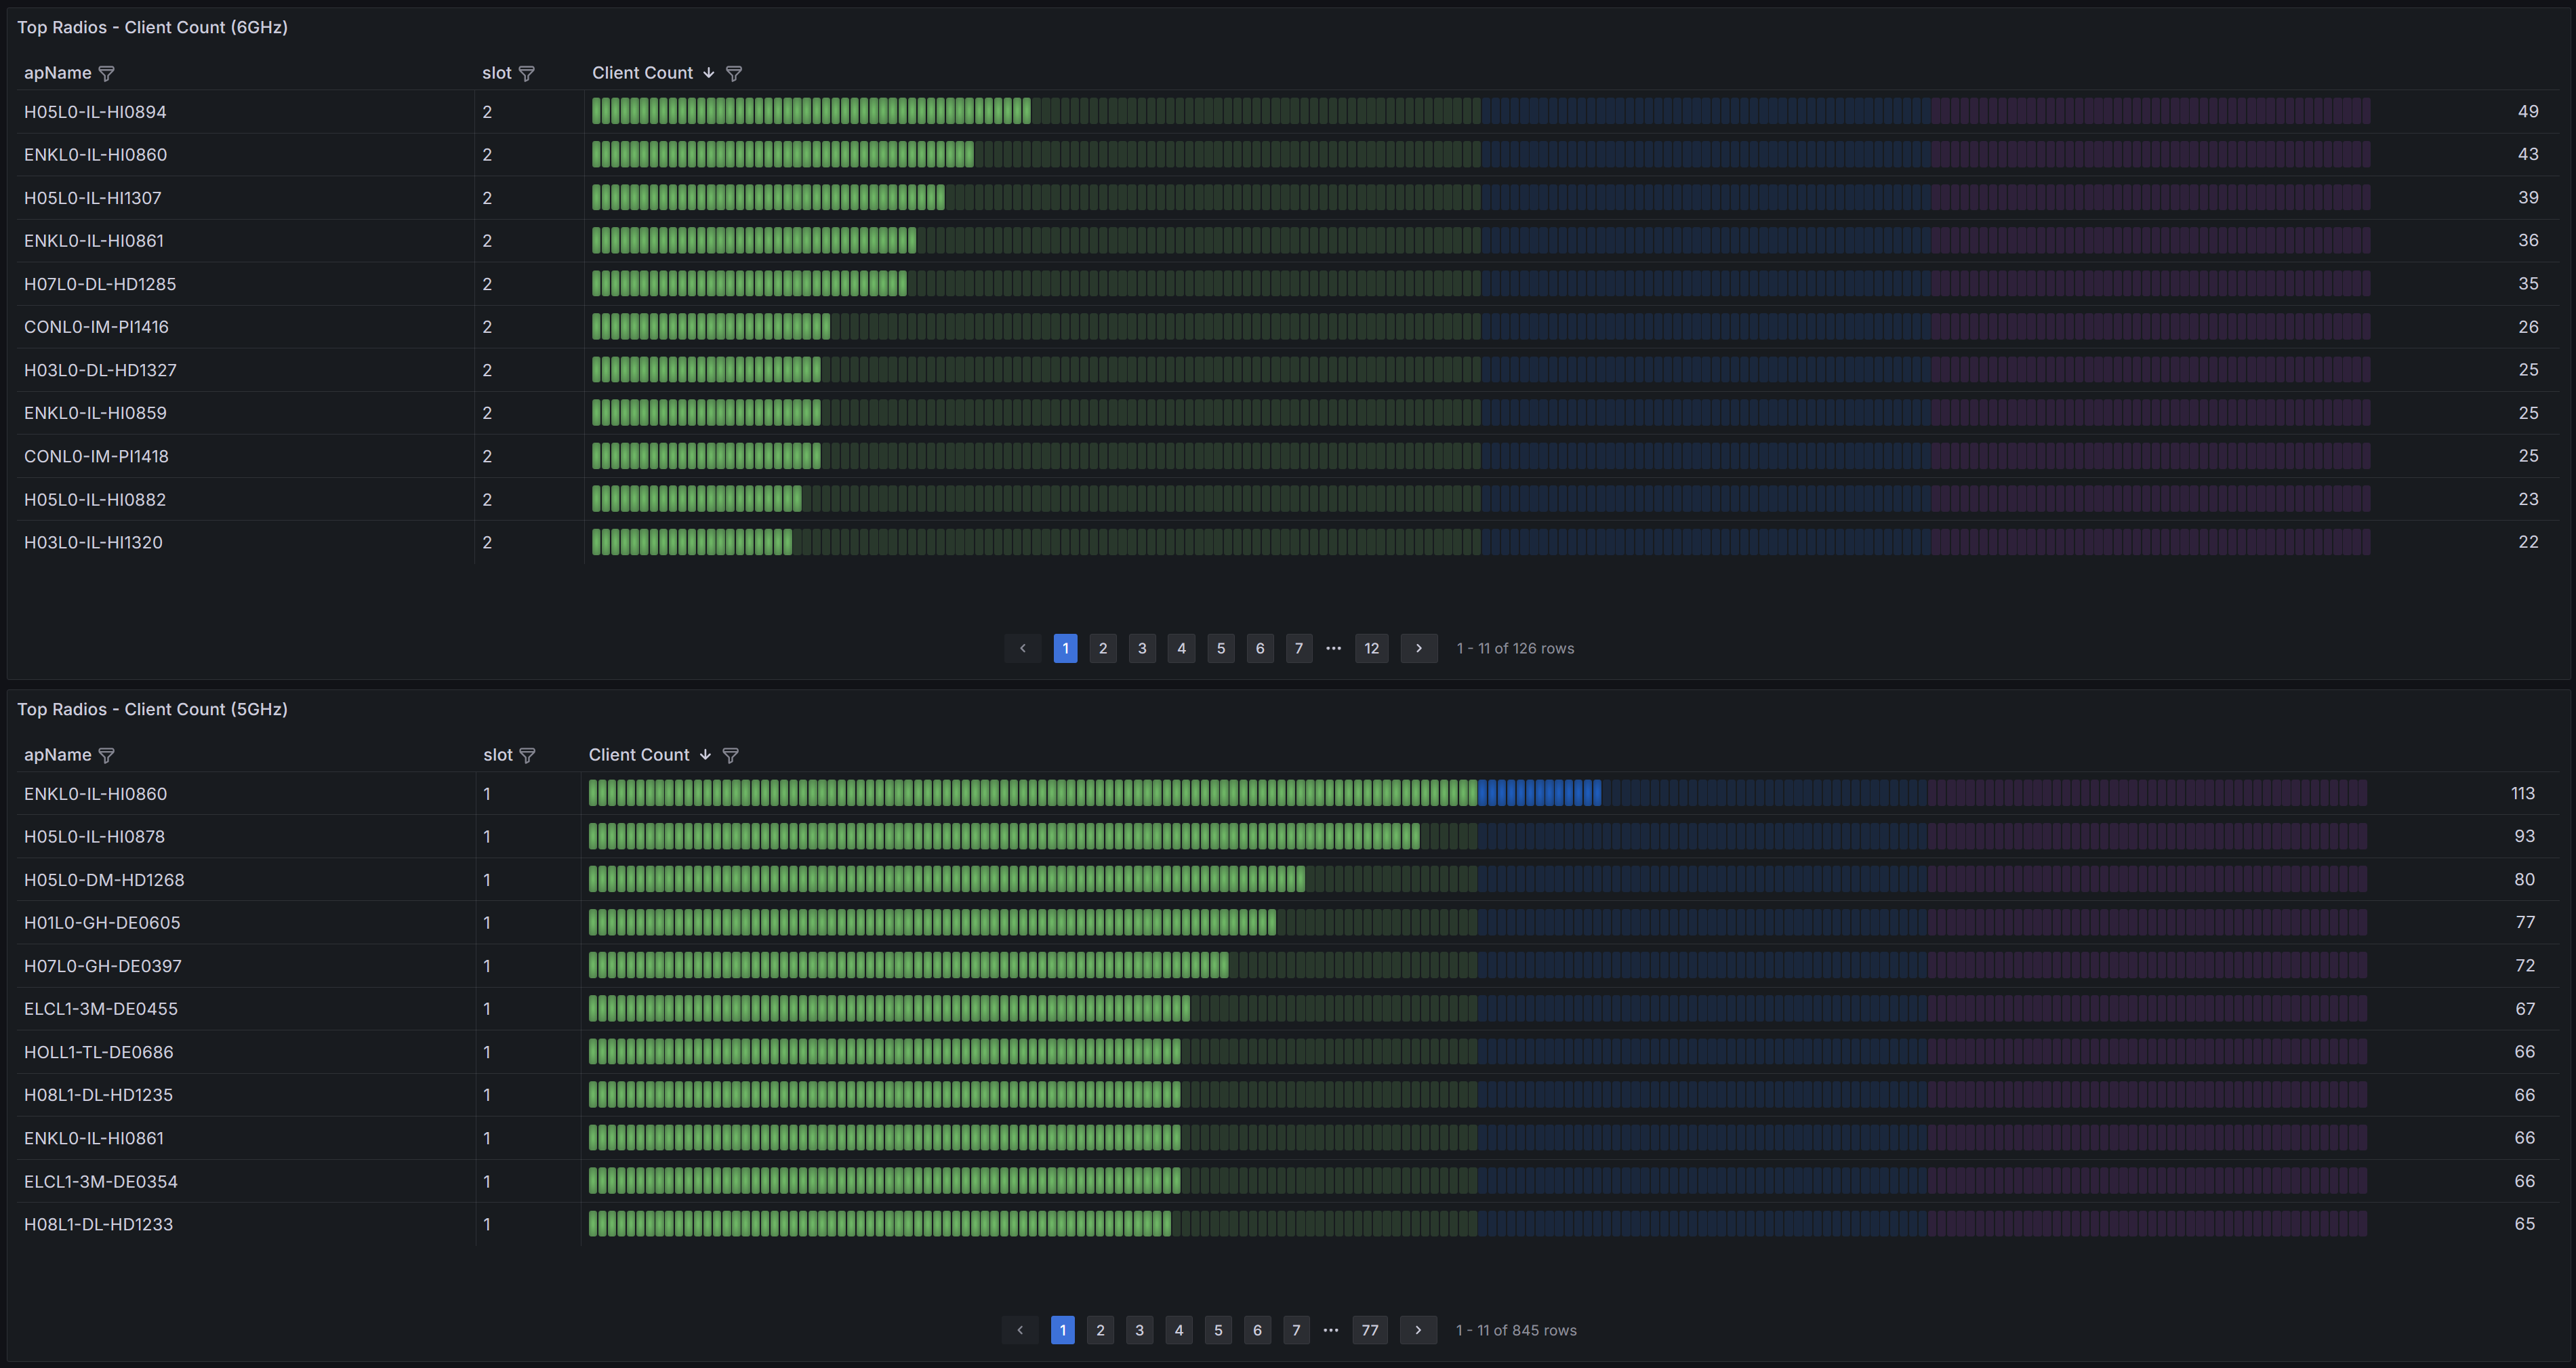 Top Radios - Client Count (6GHz)
apName slot Client Count
H05L0-IL-HI0894 2 49
ENKL0-IL-HI0860 2 43
H05L0-IL-HI1307 2 39
ENKL0-IL-HI0861 2 36
H07L0-DL-HD1285 2 35
CONL0-IM-PI1416 2 26
H03L0-DL-HD1327 2 25
ENKL0-IL-HI0859 2 25
CONL0-IM-PI1418 2 25
H05L0-IL-HI0882 2 23
H03L0-IL-HI1320 2 22
1 2 3 4 5 6 7 ••• 12 1 - 11 of 126 rows
Top Radios - Client Count (5GHz)
apName slot Client Count
ENKL0-IL-HI0860 1 113
H05L0-IL-HI0878 1 93
H05L0-DM-HD1268 1 80
H01L0-GH-DE0605 1 77
H07L0-GH-DE0397 1 72
ELCL1-3M-DE0455 1 67
HOLL1-TL-DE0686 1 66
H08L1-DL-HD1235 1 66
ENKL0-IL-HI0861 1 66
ELCL1-3M-DE0354 1 66
H08L1-DL-HD1233 1 65
1 2 3 4 5 6 7 ••• 77 1 - 11 of 845 rows